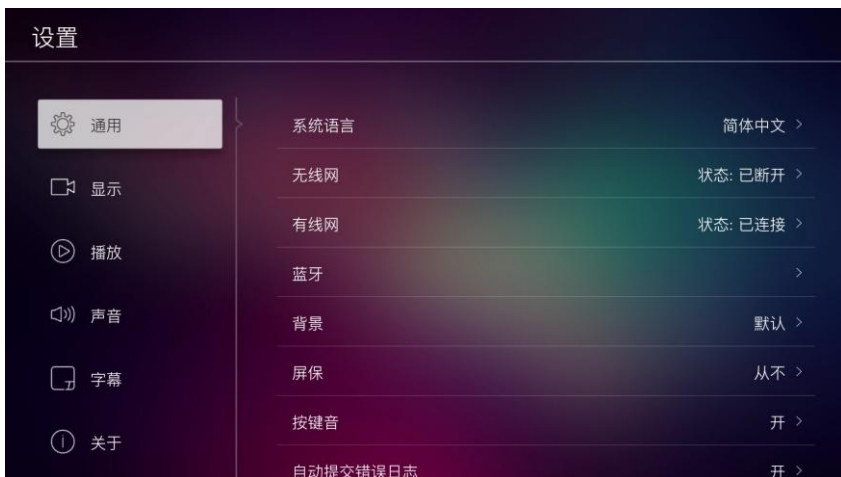 设置
通用
显示
播放
声音
字幕
关于
系统语言 简体中文
无线网 状态: 已断开
有线网 状态: 已连接
蓝牙
背景 默认
屏保 从不
按键音 开
自动提交错误日志 开